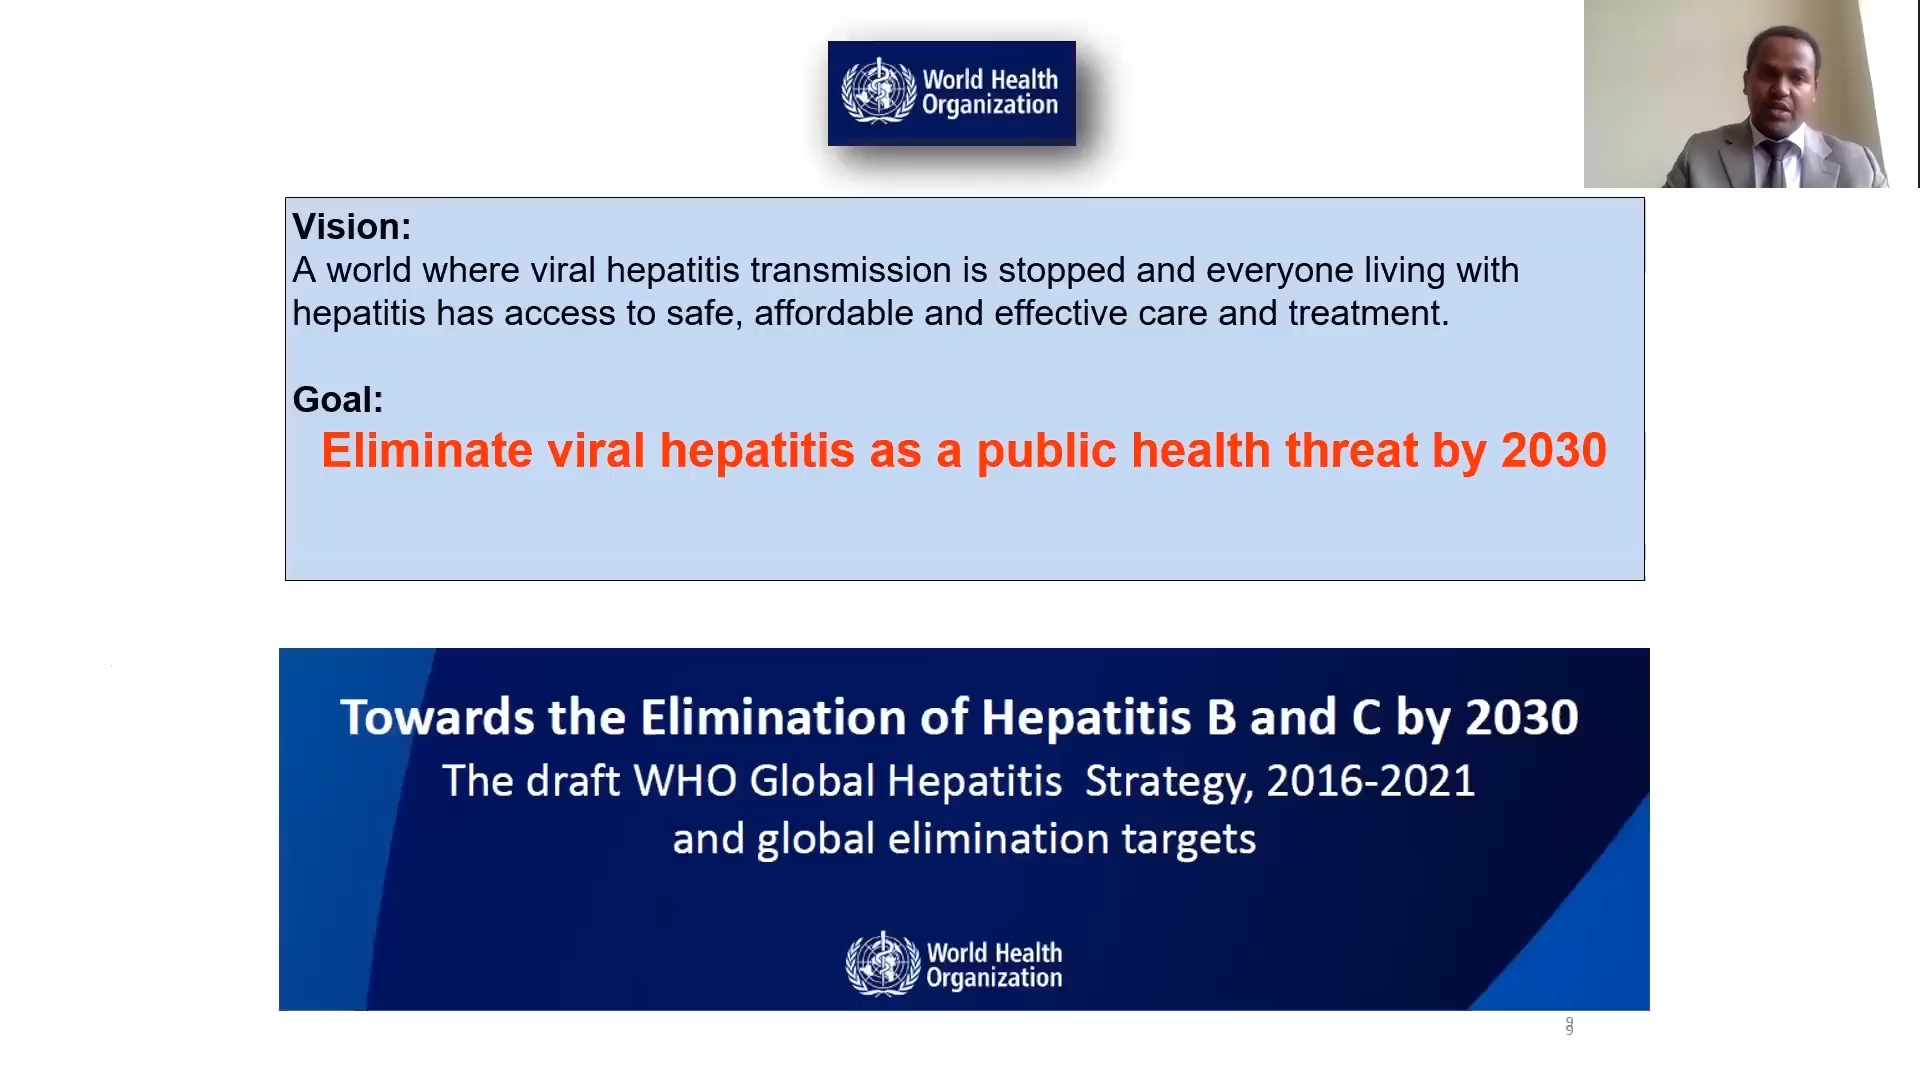 World Health
Organization
Vision:
A world where viral hepatitis transmission is stopped and everyone living with
hepatitis has access to safe, affordable and effective care and treatment.
Goal:
Eliminate viral hepatitis as a public health threat by 2030
Towards the Elimination of Hepatitis B and C by 2030
The draft WHO Global Hepatitis Strategy, 2016-2021
and global elimination targets
World Health
Organization
9
9